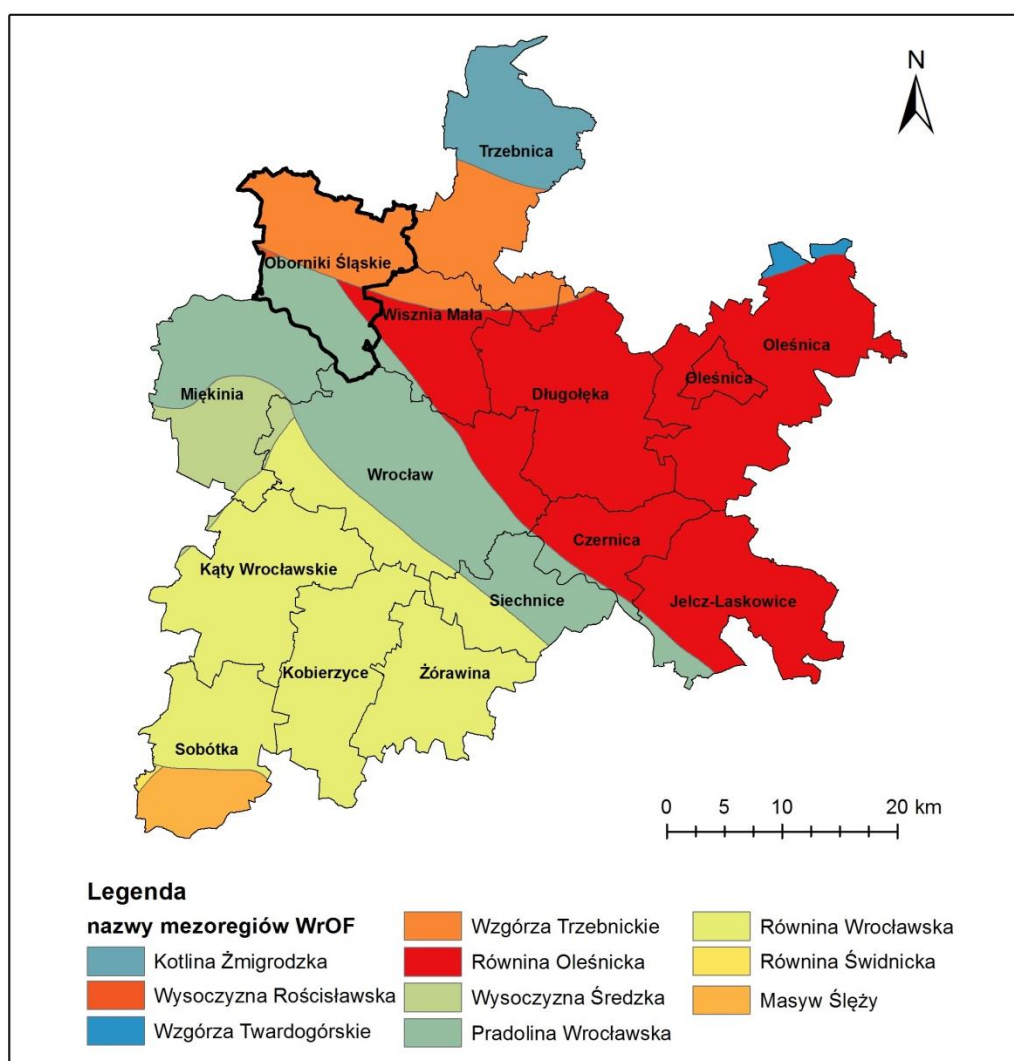 N
Trzebnica
Oborniki Śląskie
Wisznia Mała
Oleśnica
Oleśnica
Miękinia
Długołęka
Wrocław
Czernica
Kąty Wrocławskie
Siechnice
Jelcz-Laskowice
Kobierzyce
Żórawina
Sobótka
0 5 10 20 km
Legenda
nazwy mezoregiów WrOF
Kotlina Żmigrodzka
Wysoczyzna Rościsławska
Wzgórza Twardogórskie
Wzgórza Trzebnickie
Równina Oleśnicka
Wysoczyzna Średzka
Pradolina Wrocławska
Równina Wrocławska
Równina Świdnicka
Masyw Ślęży